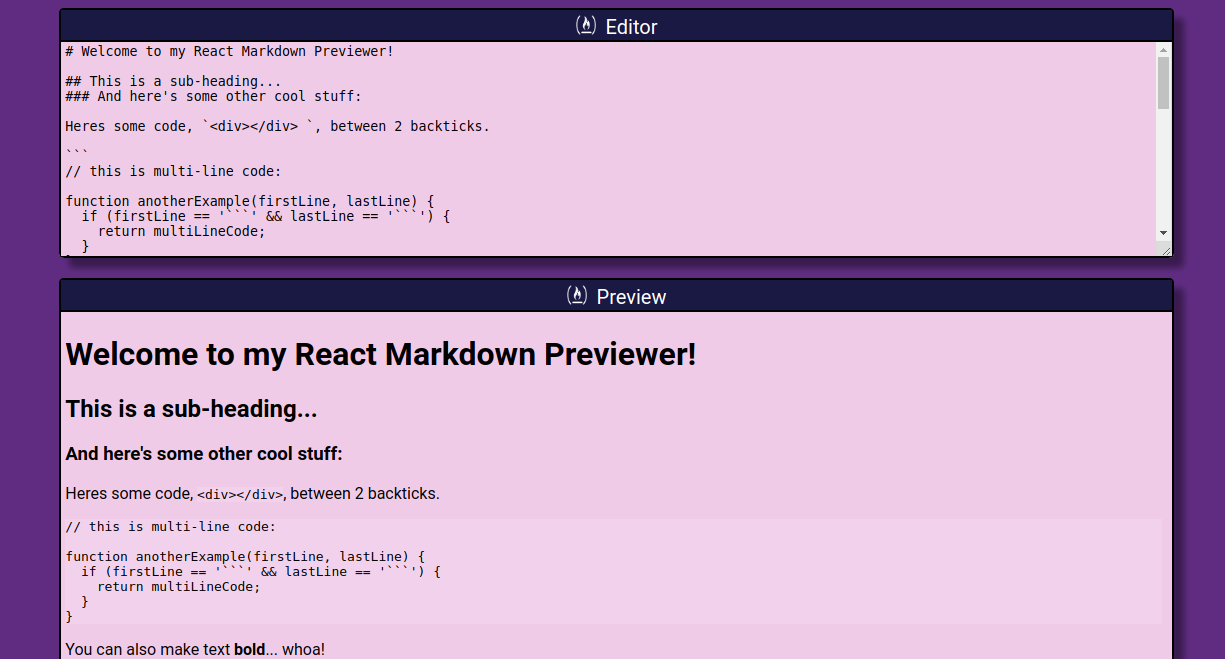 Editor
# Welcome to my React Markdown Previewer!
## This is a sub-heading...
### And here's some other cool stuff:
Heres some code, `<div></div> `, between 2 backticks.
```
// this is multi-line code:
function anotherExample(firstLine, lastLine) {
  if (firstLine == '```' && lastLine == '```') {
    return multiLineCode;
  }
Preview
Welcome to my React Markdown Previewer!
This is a sub-heading...
And here's some other cool stuff:
Heres some code, <div></div>, between 2 backticks.
// this is multi-line code:
function anotherExample(firstLine, lastLine) {
  if (firstLine == '```' && lastLine == '```') {
    return multiLineCode;
  }
}
You can also make text bold... whoa!